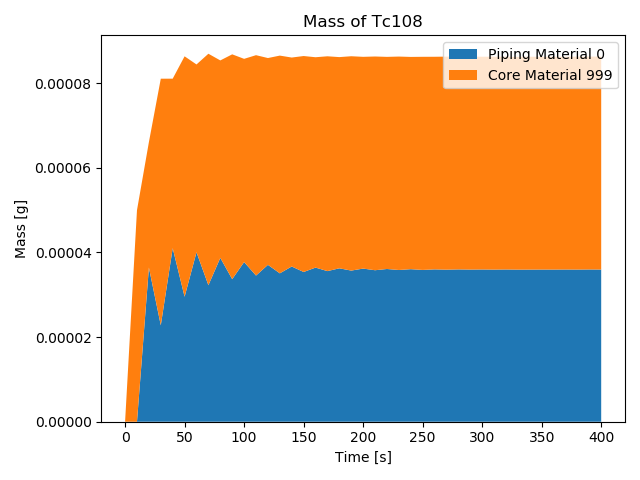 Mass of Tc108
Piping Material 0
Core Material 999
Mass [g]
0.00008
0.00006
0.00004
0.00002
0.00000
0 50 100 150 200 250 300 350 400
Time [s]